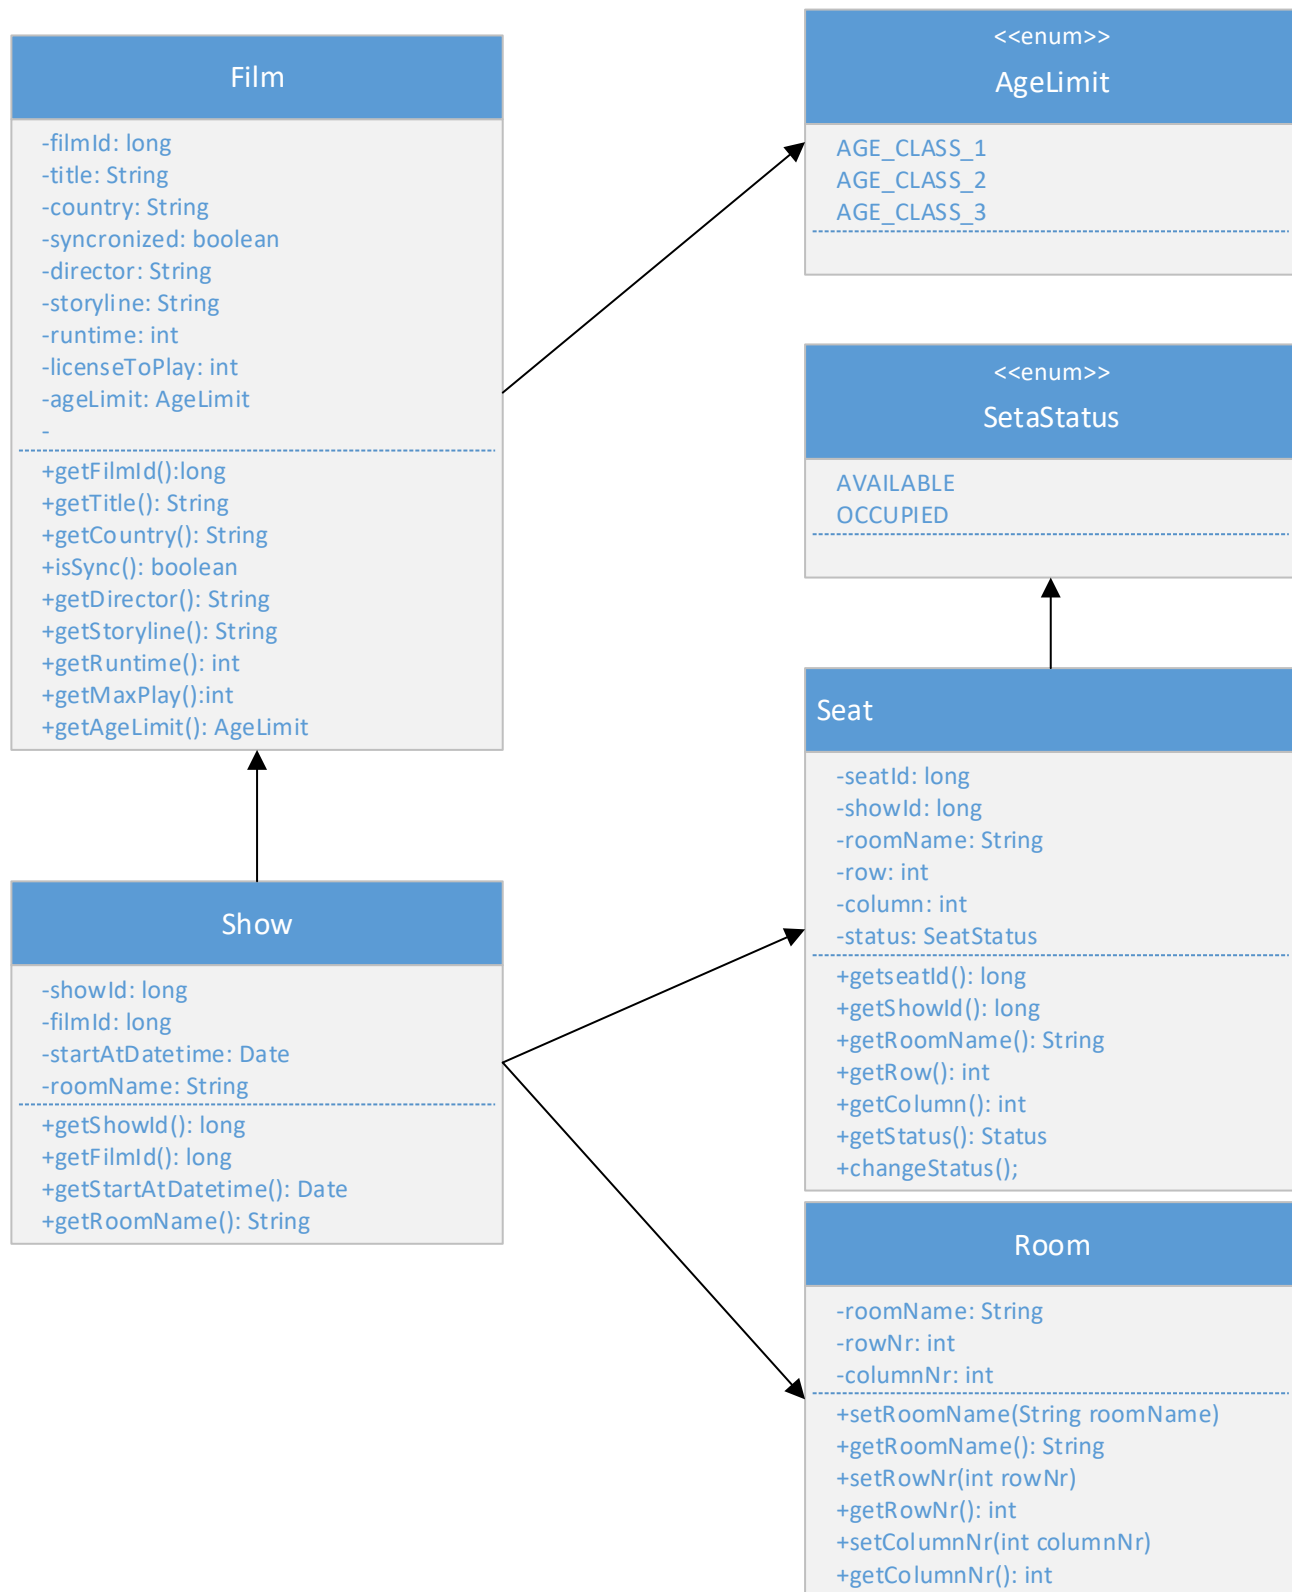 Film
-filmId: long
-title: String
-country: String
-syncronized: boolean
-director: String
-storyline: String
-runtime: int
-licenseToPlay: int
-ageLimit: AgeLimit
-
+getFilmId():long
+getTitle(): String
+getCountry(): String
+isSync(): boolean
+getDirector(): String
+getStoryline(): String
+getRuntime(): int
+getMaxPlay():int
+getAgeLimit(): AgeLimit
<<enum>>
AgeLimit
AGE_CLASS_1
AGE_CLASS_2
AGE_CLASS_3
<<enum>>
SetaStatus
AVAILABLE
OCCUPIED
Seat
-seatId: long
-showId: long
-roomName: String
-row: int
-column: int
-status: SeatStatus
+getseatId(): long
+getShowId(): long
+getRoomName(): String
+getRow(): int
+getColumn(): int
+getStatus(): Status
+changeStatus();
Show
-showId: long
-filmId: long
-startAtDatetime: Date
-roomName: String
+getShowId(): long
+getFilmId(): long
+getStartAtDatetime(): Date
+getRoomName(): String
Room
-roomName: String
-rowNr: int
-columnNr: int
+setRoomName(String roomName)
+getRoomName(): String
+setRowNr(int rowNr)
+getRowNr(): int
+setColumnNr(int columnNr)
+getColumnNr(): int